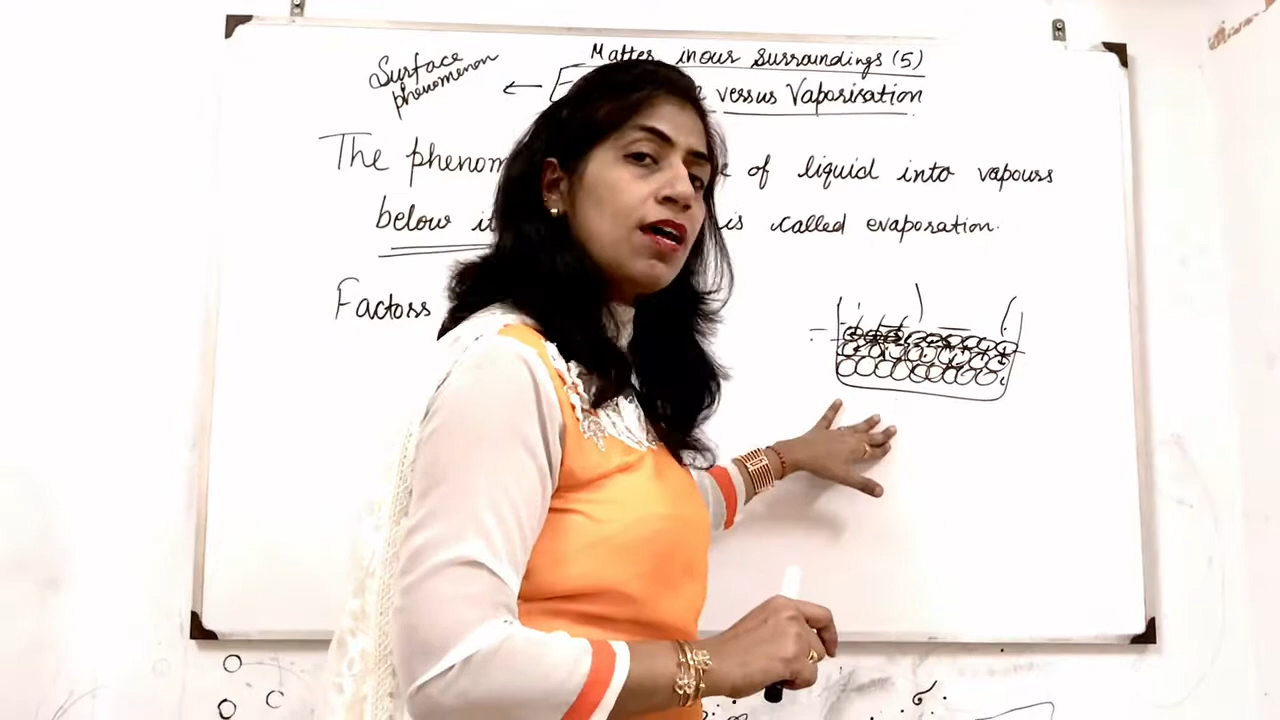 Matter in our Surroundings (5)
Surface
phenomenon
versus Vaporisation
The phenom of liquid into vapours
below is called evaporation.
Factors